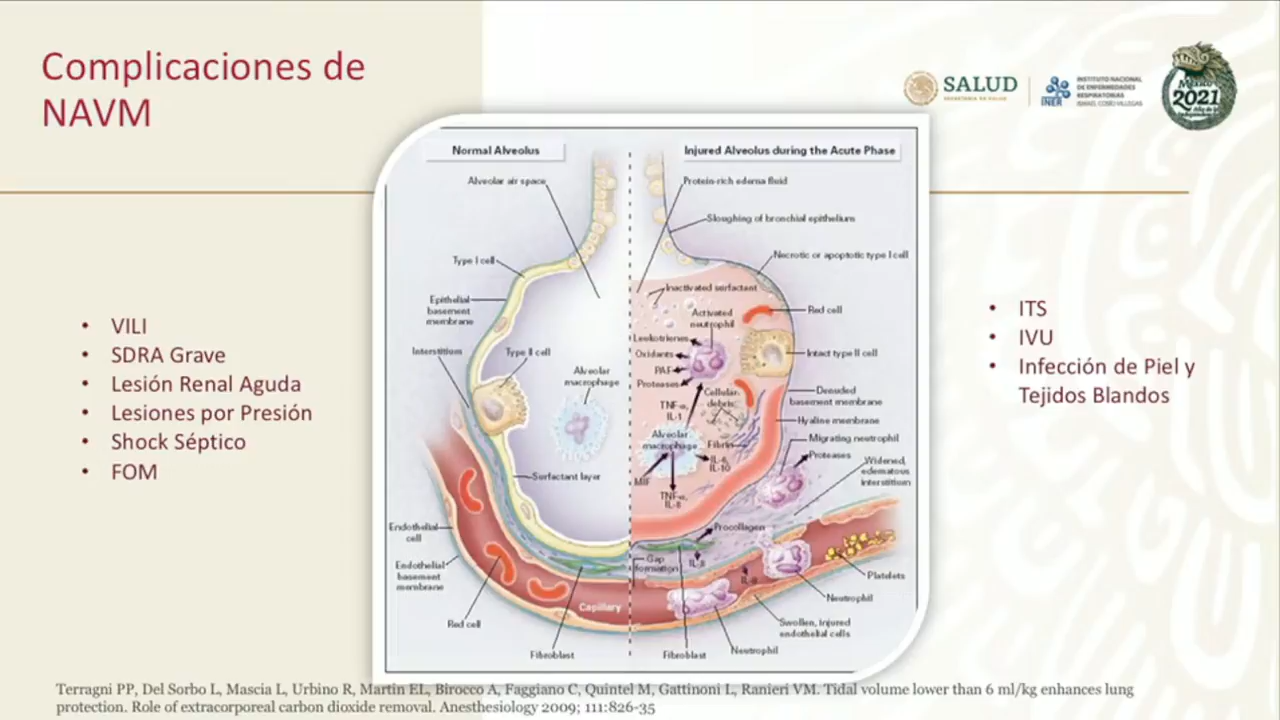 Complicaciones de
NAVM
SALUD
SECRETARÍA DE SALUD
INER
INSTITUTO NACIONAL
DE ENFERMEDADES
RESPIRATORIAS
ISMAEL COSÍO VILLEGAS
México
2021
• VILI
• SDRA Grave
• Lesión Renal Aguda
• Lesiones por Presión
• Shock Séptico
• FOM
Normal Alveolus
Alveolar air space
Type I cell
Epithelial
basement
membrane
Interstitium
Type II cell
Alveolar
macrophage
Surfactant layer
Endothelial
cell
Endothelial
basement
membrane
Red cell
Capillary
Fibroblast
Injured Alveolus during the Acute Phase
Protein-rich edema fluid
Sloughing of bronchial epithelium
Necrotic or apoptotic type I cell
Inactivated surfactant
Red cell
Activated
neutrophil
Leukotrienes
Oxidants
PAF
Proteases
Intact type II cell
Cellular
debris
TNF-α,
IL-1
Denuded
basement membrane
Hyaline membrane
Alveolar
macrophage
Fibrin
Migrating neutrophil
Proteases
IL-6,
IL-10
Widened,
edematous
interstitium
MIF
TNF-α,
IL-8
Procollagen
Gap
formation
IL-8
IL-8
Platelets
Neutrophil
Swollen, injured
endothelial cells
Fibroblast
Neutrophil
• ITS
• IVU
• Infección de Piel y
Tejidos Blandos
Terragni PP, Del Sorbo L, Mascia L, Urbino R, Martin EL, Birocco A, Faggiano C, Quintel M, Gattinoni L, Ranieri VM. Tidal volume lower than 6 ml/kg enhances lung
protection. Role of extracorporeal carbon dioxide removal. Anesthesiology 2009; 111:826-35